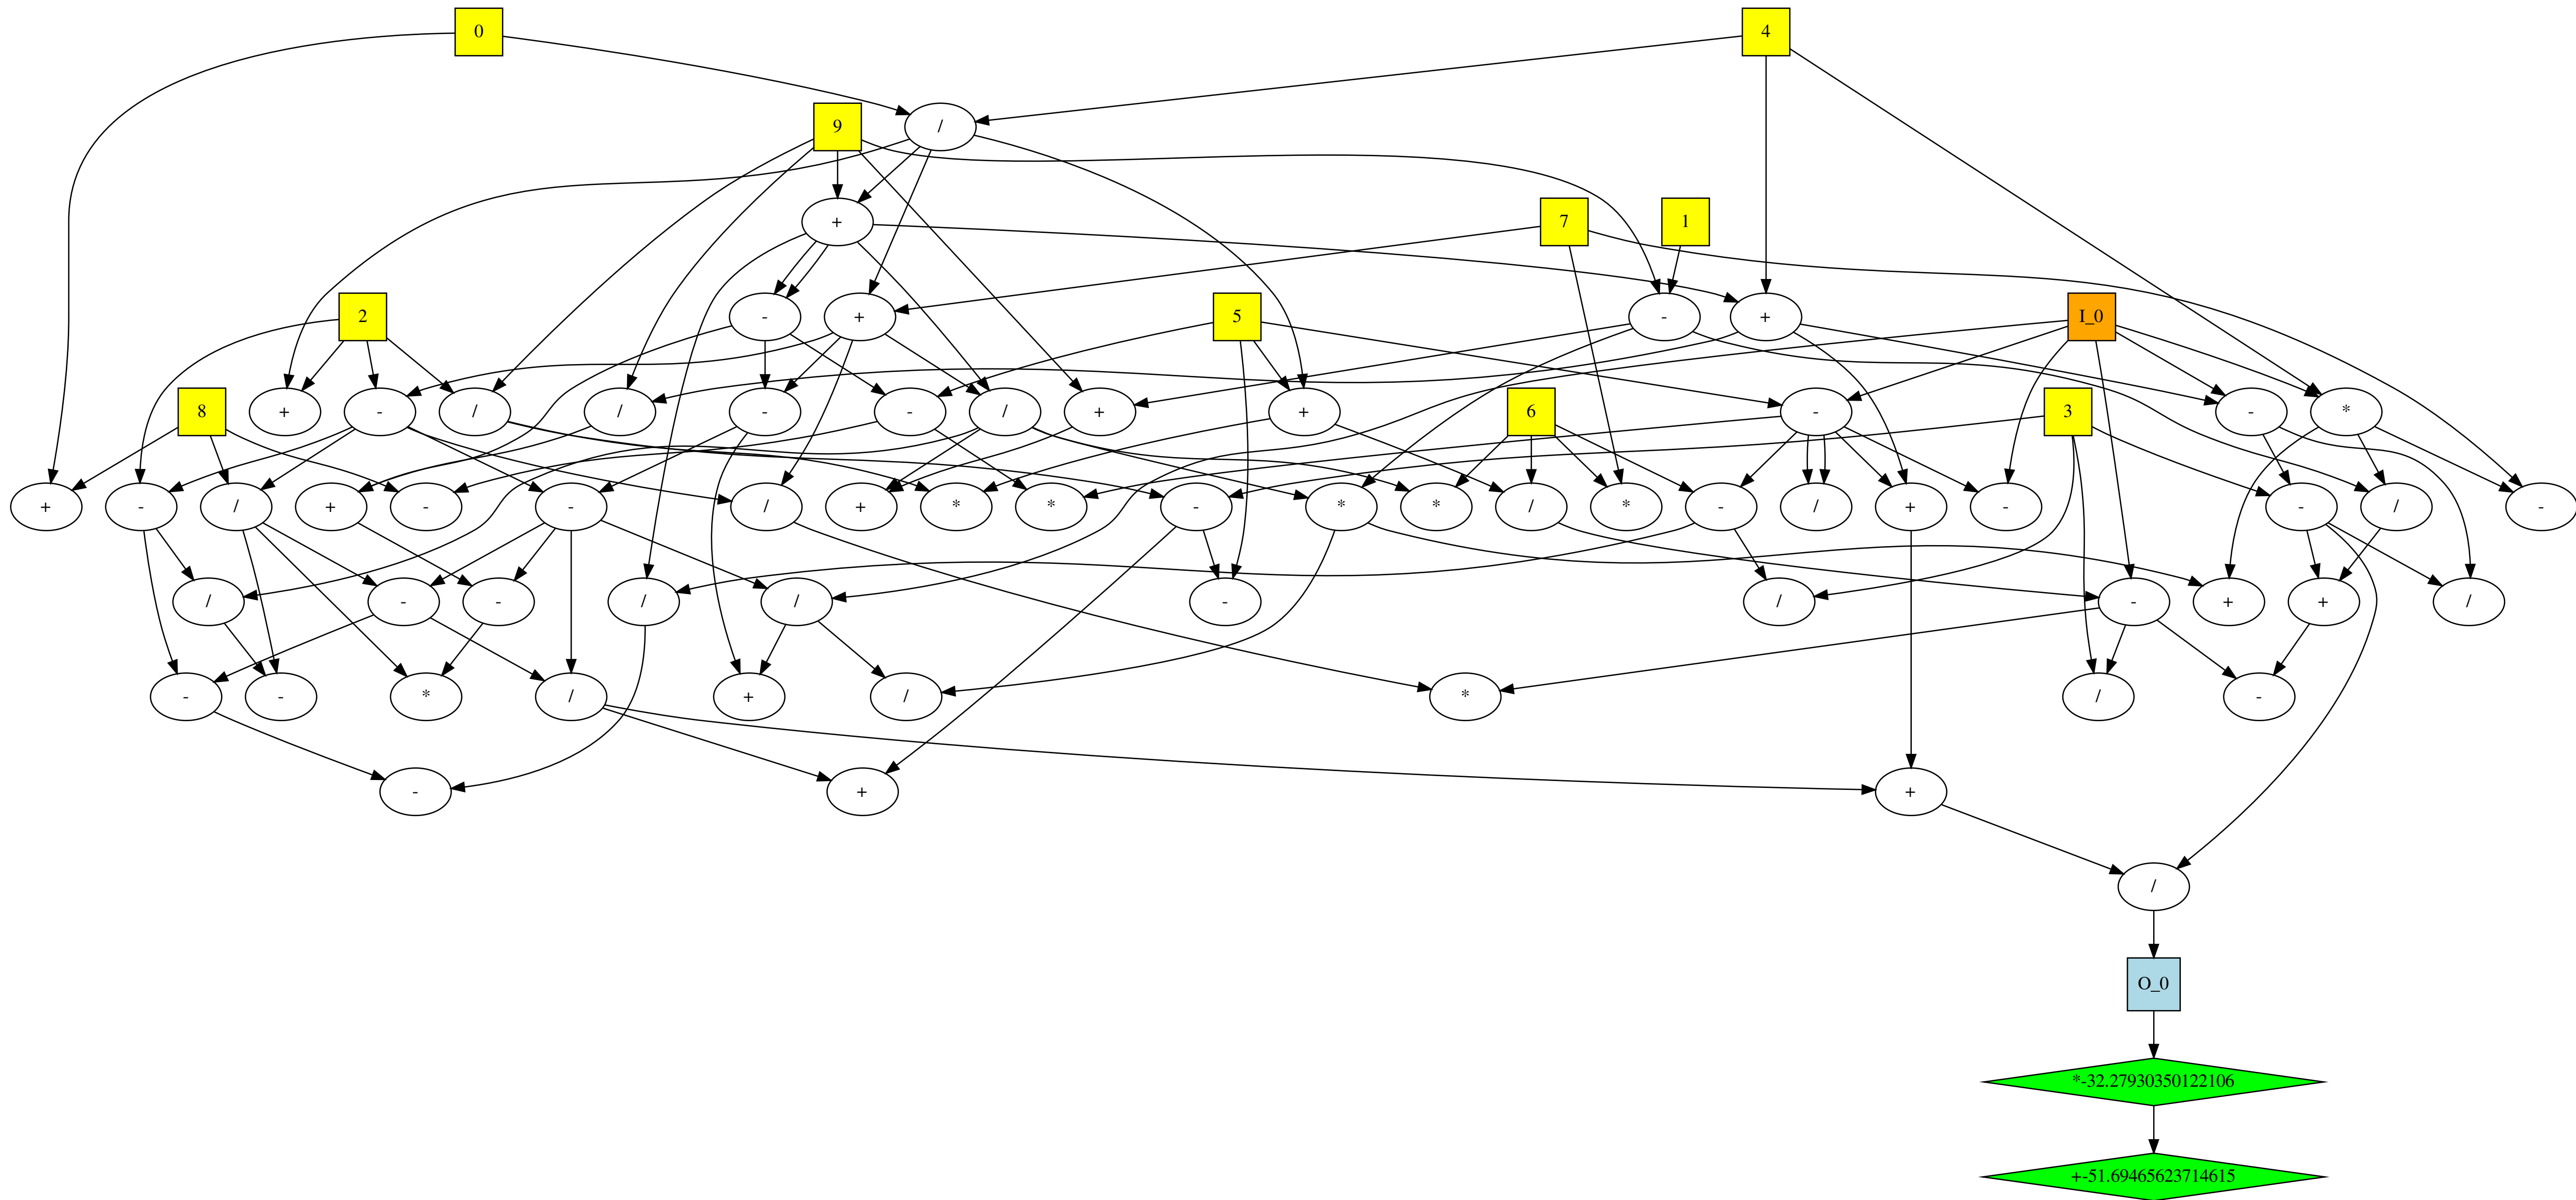 0 4
9 /
+ 7 1
2 - + 5 - + I_0
8 + - / / - - / + + 6 - 3 - *
+ - / + - - / + * * - * * / * - / + - - / -
/ - - / / - / - + + /
- - * / + / * / -
- + +
/
O_0
*-32.27930350122106
+-51.69465623714615